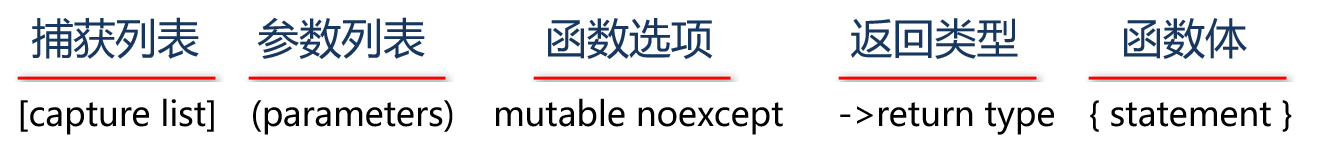 捕获列表 参数列表 函数选项 返回类型 函数体
[capture list] (parameters) mutable noexcept ->return type { statement }